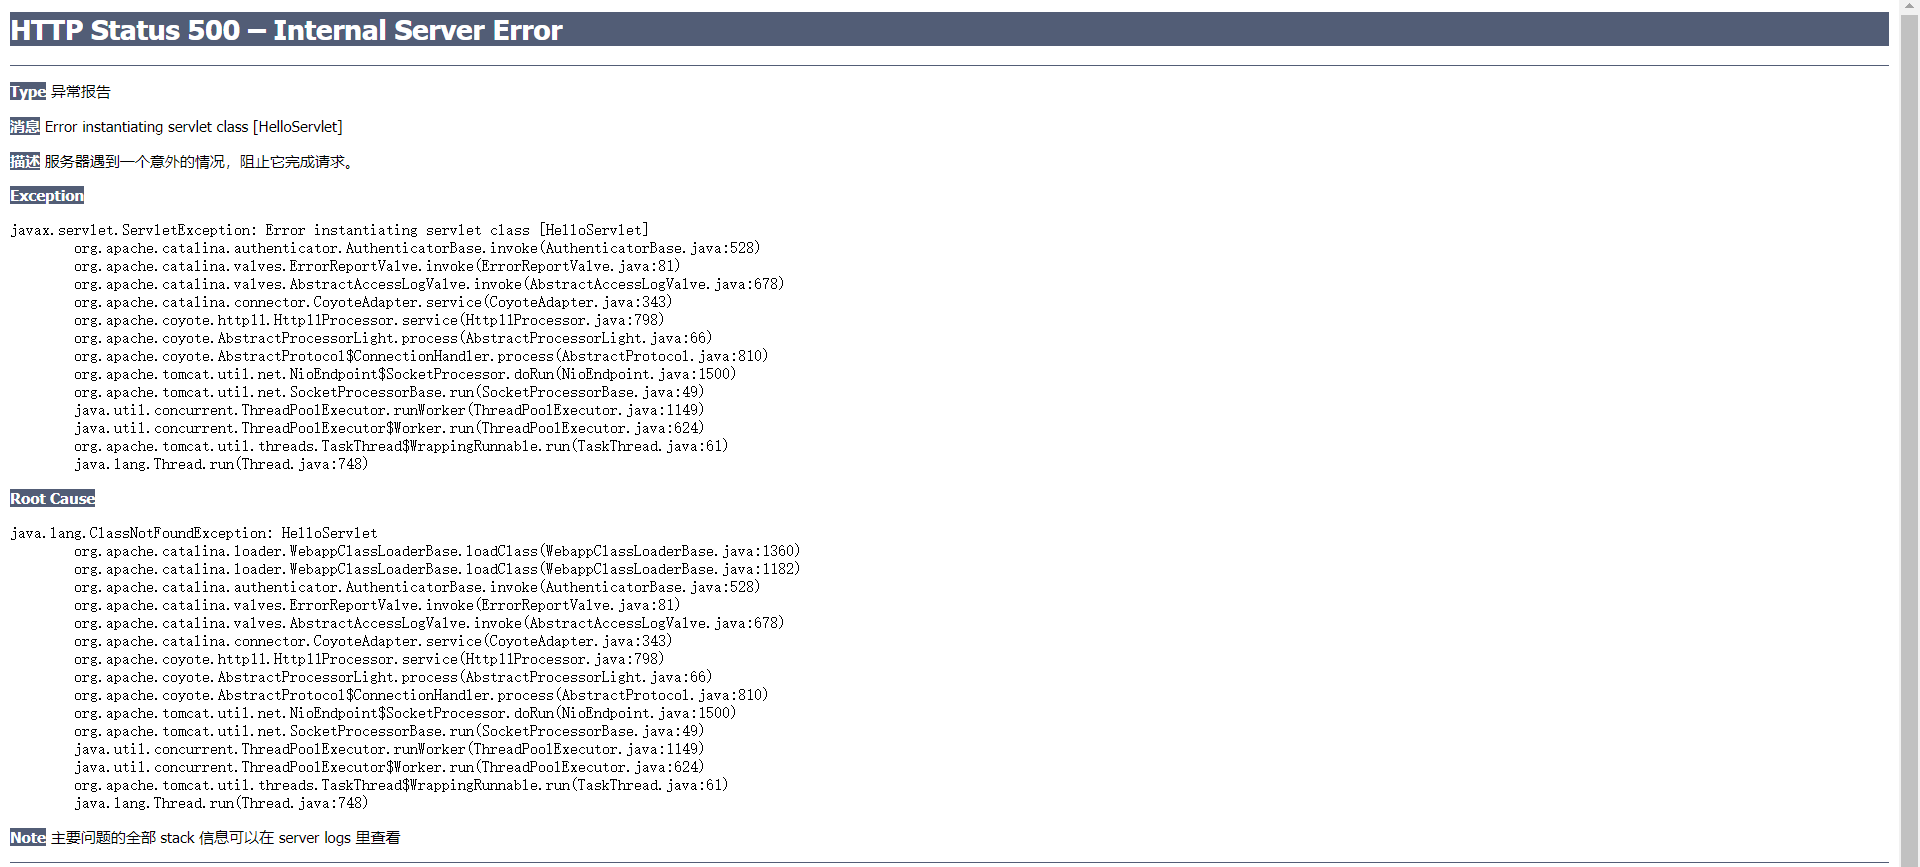 HTTP Status 500 – Internal Server Error
Type 异常报告
消息 Error instantiating servlet class [HelloServlet]
描述 服务器遇到一个意外的情况，阻止它完成请求。
Exception
javax.servlet.ServletException: Error instantiating servlet class [HelloServlet]
org.apache.catalina.authenticator.AuthenticatorBase.invoke(AuthenticatorBase.java:528)
org.apache.catalina.valves.ErrorReportValve.invoke(ErrorReportValve.java:81)
org.apache.catalina.valves.AbstractAccessLogValve.invoke(AbstractAccessLogValve.java:678)
org.apache.catalina.connector.CoyoteAdapter.service(CoyoteAdapter.java:343)
org.apache.coyote.http11.Http11Processor.service(Http11Processor.java:798)
org.apache.coyote.AbstractProcessorLight.process(AbstractProcessorLight.java:66)
org.apache.coyote.AbstractProtocol$ConnectionHandler.process(AbstractProtocol.java:810)
org.apache.tomcat.util.net.NioEndpoint$SocketProcessor.doRun(NioEndpoint.java:1500)
org.apache.tomcat.util.net.SocketProcessorBase.run(SocketProcessorBase.java:49)
java.util.concurrent.ThreadPoolExecutor.runWorker(ThreadPoolExecutor.java:1149)
java.util.concurrent.ThreadPoolExecutor$Worker.run(ThreadPoolExecutor.java:624)
org.apache.tomcat.util.threads.TaskThread$WrappingRunnable.run(TaskThread.java:61)
java.lang.Thread.run(Thread.java:748)
Root Cause
java.lang.ClassNotFoundException: HelloServlet
org.apache.catalina.loader.WebappClassLoaderBase.loadClass(WebappClassLoaderBase.java:1360)
org.apache.catalina.loader.WebappClassLoaderBase.loadClass(WebappClassLoaderBase.java:1182)
org.apache.catalina.authenticator.AuthenticatorBase.invoke(AuthenticatorBase.java:528)
org.apache.catalina.valves.ErrorReportValve.invoke(ErrorReportValve.java:81)
org.apache.catalina.valves.AbstractAccessLogValve.invoke(AbstractAccessLogValve.java:678)
org.apache.catalina.connector.CoyoteAdapter.service(CoyoteAdapter.java:343)
org.apache.coyote.http11.Http11Processor.service(Http11Processor.java:798)
org.apache.coyote.AbstractProcessorLight.process(AbstractProcessorLight.java:66)
org.apache.coyote.AbstractProtocol$ConnectionHandler.process(AbstractProtocol.java:810)
org.apache.tomcat.util.net.NioEndpoint$SocketProcessor.doRun(NioEndpoint.java:1500)
org.apache.tomcat.util.net.SocketProcessorBase.run(SocketProcessorBase.java:49)
java.util.concurrent.ThreadPoolExecutor.runWorker(ThreadPoolExecutor.java:1149)
java.util.concurrent.ThreadPoolExecutor$Worker.run(ThreadPoolExecutor.java:624)
org.apache.tomcat.util.threads.TaskThread$WrappingRunnable.run(TaskThread.java:61)
java.lang.Thread.run(Thread.java:748)
Note 主要问题的全部 stack 信息可以在 server logs 里查看